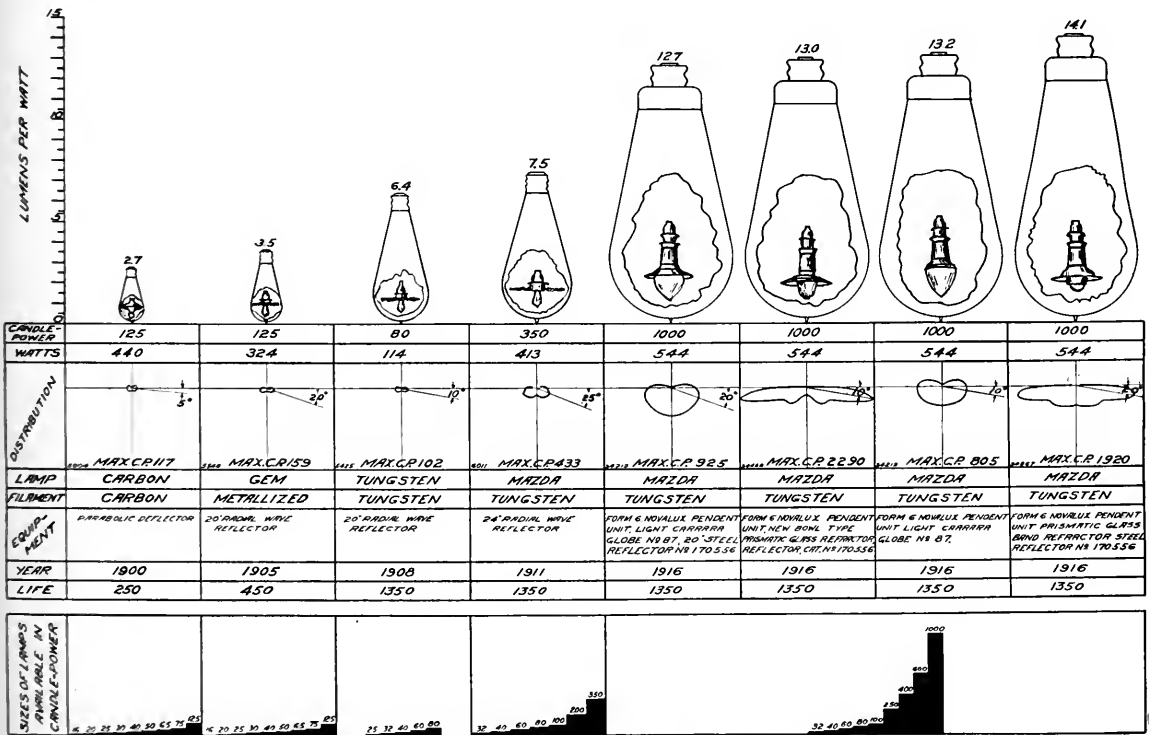 LUMENS PER WATT
15
10
5
0
2.7
3.5
6.4
7.5
12.7
13.0
13.2
14.1
CANDLE-POWER 125 125 80 350 1000 1000 1000 1000
WATTS 440 324 114 413 544 544 544 544
DISTRIBUTION
5° 20° 10° 25° 20° 10° 10°
MAX.C.P.117 MAX.C.P.159 MAX.C.P.102 MAX.C.P.433 MAX.C.P. 925 MAX.C.P. 2290 MAX.C.P. 805 MAX.C.P. 1920
LAMP CARBON GEM TUNGSTEN MAZDA MAZDA MAZDA MAZDA MAZDA
FILAMENT CARBON METALLIZED TUNGSTEN TUNGSTEN TUNGSTEN TUNGSTEN TUNGSTEN TUNGSTEN
EQUIP-MENT
PARABOLIC DEFLECTOR
20" RADIAL WAVE
REFLECTOR
20" RADIAL WAVE
REFLECTOR
24" RADIAL WAVE
REFLECTOR
FORM 6 NOVALUX PENDENT
UNIT, LIGHT CARRARA
GLOBE Nº 87, 20" STEEL
REFLECTOR Nº 170556
FORM 6 NOVALUX PENDENT
UNIT, NEW BOWL TYPE
PRISMATIC GLASS REFRACTOR,
REFLECTOR, CAT. Nº 170556
FORM 6 NOVALUX PENDENT
UNIT LIGHT CARRARA
GLOBE Nº 87.
FORM 6 NOVALUX PENDENT
UNIT PRISMATIC GLASS
BAND REFRACTOR STEEL
REFLECTOR Nº 170556
YEAR 1900 1905 1908 1911 1916 1916 1916 1916
LIFE 250 450 1350 1350 1350 1350 1350 1350
SIZES OF LAMPS
AVAILABLE IN
CANDLE-POWER
16 20 25 30 40 50 65 75 125
16 20 25 30 40 50 65 75 125
25 32 40 60 80
32 40 60 80 100 200 350
32 40 60 80 100 250 400 600 1000